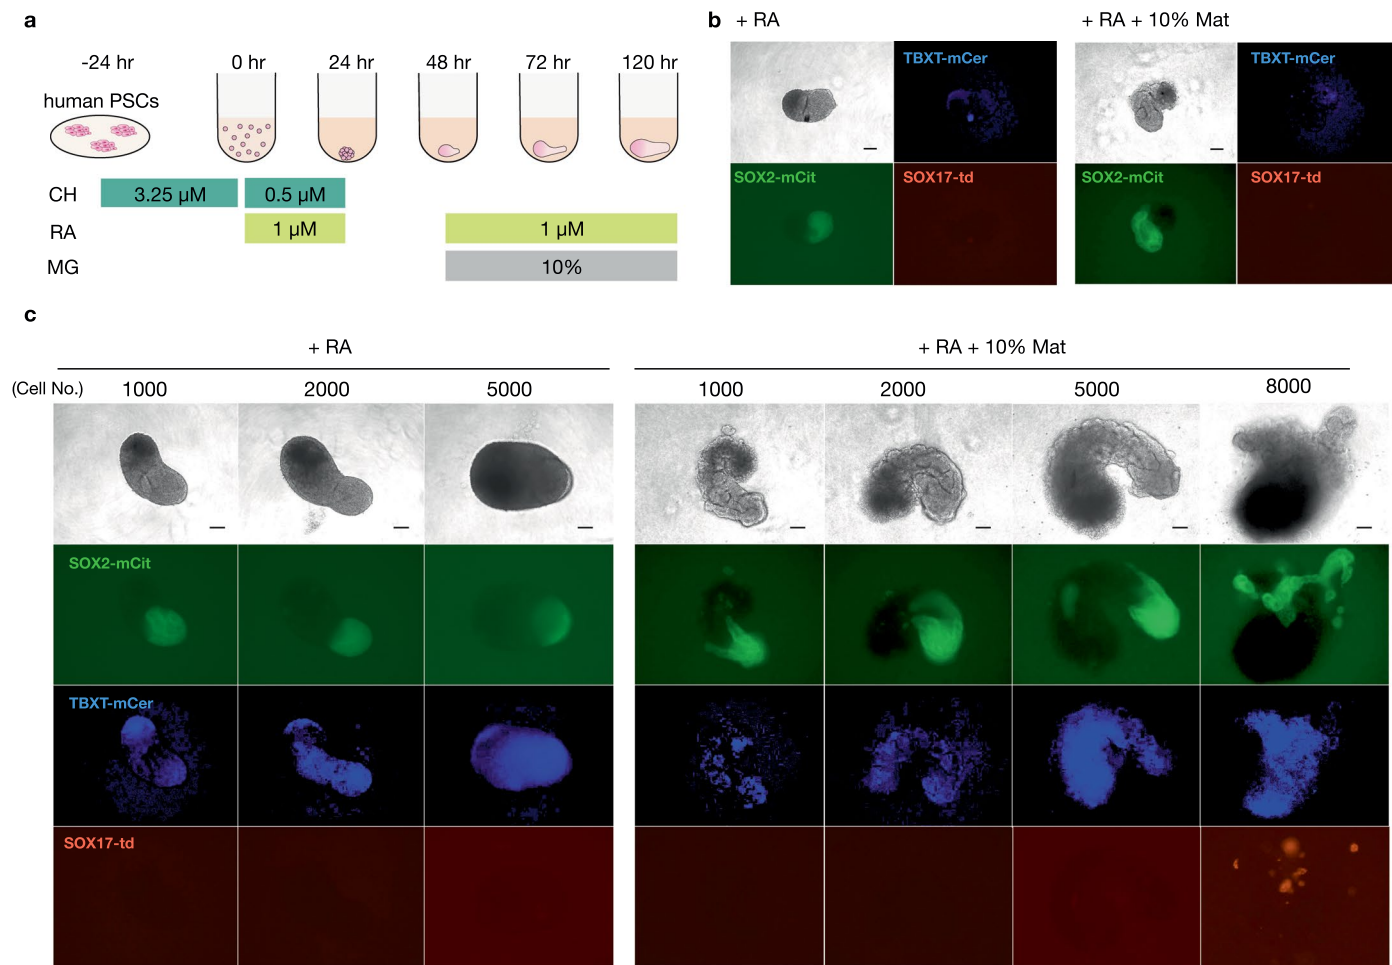 a
-24 hr 0 hr 24 hr 48 hr 72 hr 120 hr
human PSCs
CH 3.25 µM 0.5 µM
RA 1 µM 1 µM
MG 10%
b
+ RA + RA + 10% Mat
TBXT-mCer TBXT-mCer
SOX2-mCit SOX17-td SOX2-mCit SOX17-td
c
+ RA + RA + 10% Mat
(Cell No.) 1000 2000 5000 1000 2000 5000 8000
SOX2-mCit
TBXT-mCer
SOX17-td